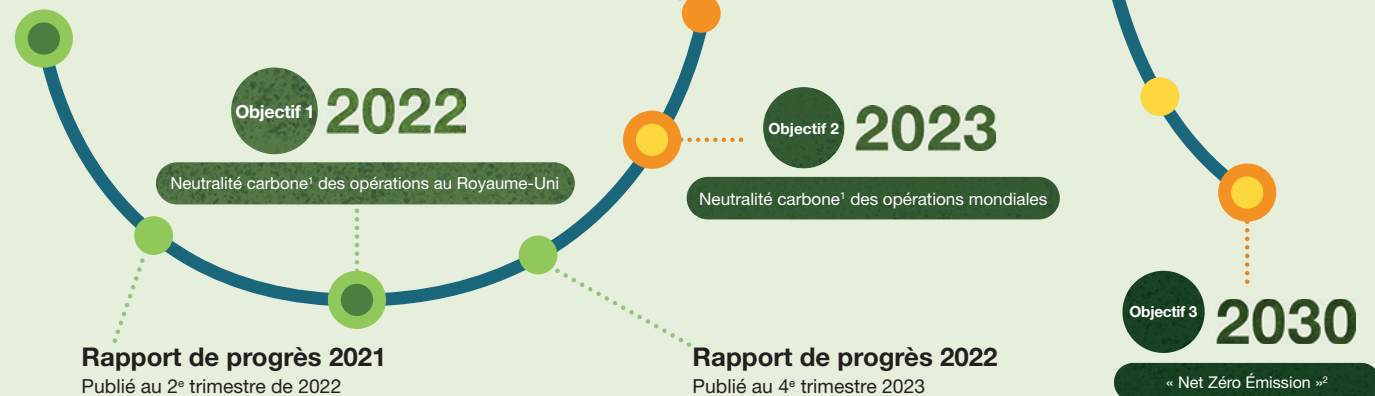 Objectif 1
2022
Neutralité carbone¹ des opérations au Royaume-Uni
Objectif 2
2023
Neutralité carbone¹ des opérations mondiales
Rapport de progrès 2021
Publié au 2ᵉ trimestre de 2022
Rapport de progrès 2022
Publié au 4ᵉ trimestre 2023
Objectif 3
2030
« Net Zéro Émission »²